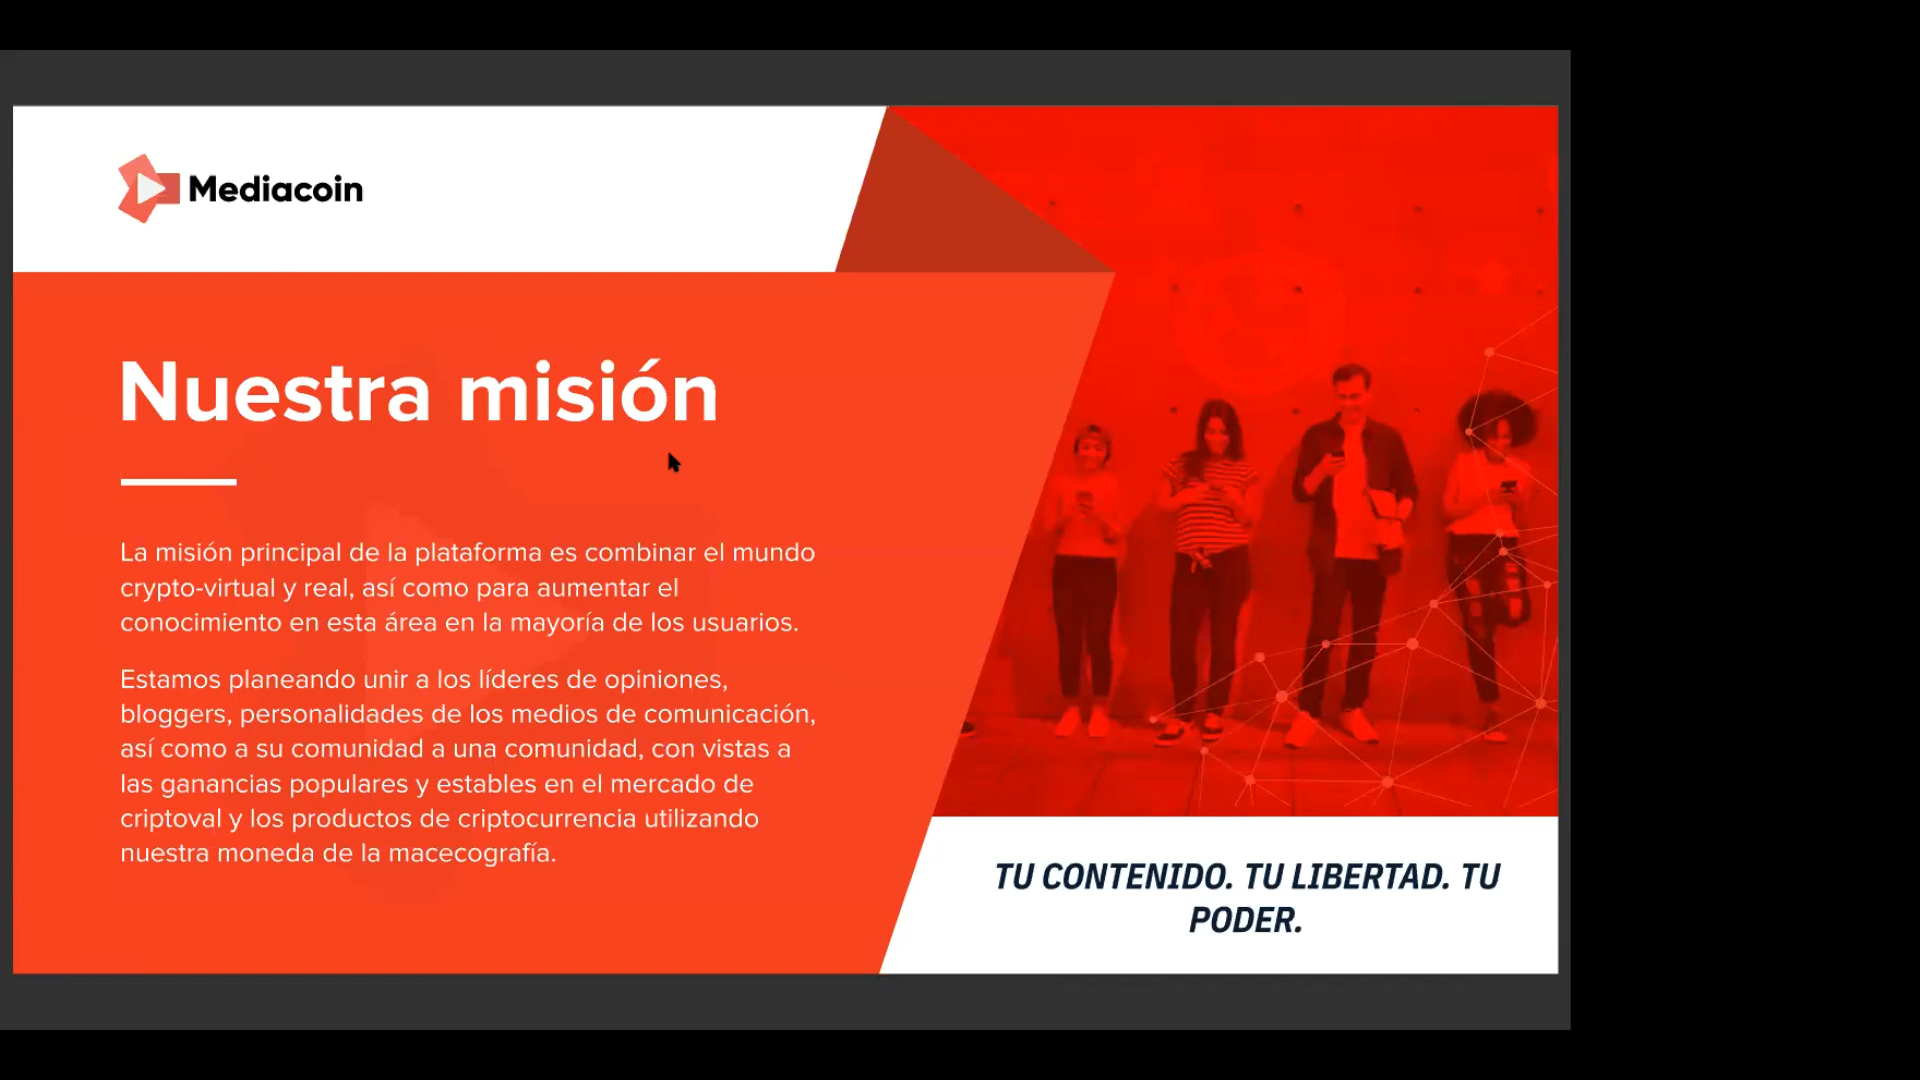 Mediacoin
Nuestra misión
La misión principal de la plataforma es combinar el mundo
crypto-virtual y real, así como para aumentar el
conocimiento en esta área en la mayoría de los usuarios.
Estamos planeando unir a los líderes de opiniones,
bloggers, personalidades de los medios de comunicación,
así como a su comunidad a una comunidad, con vistas a
las ganancias populares y estables en el mercado de
criptoval y los productos de criptocurrencia utilizando
nuestra moneda de la macecografía.
TU CONTENIDO. TU LIBERTAD. TU
PODER.